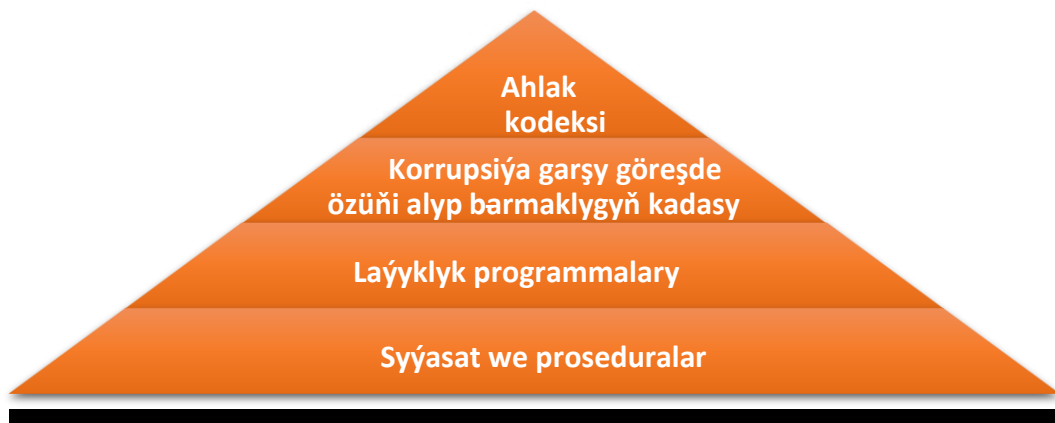 Ahlak
kodeksi
Korrupsiýa garşy göreşde
özüňi alyp barmaklygyň kadasy
Laýyklyk programmalary
Syýasat we proseduralar